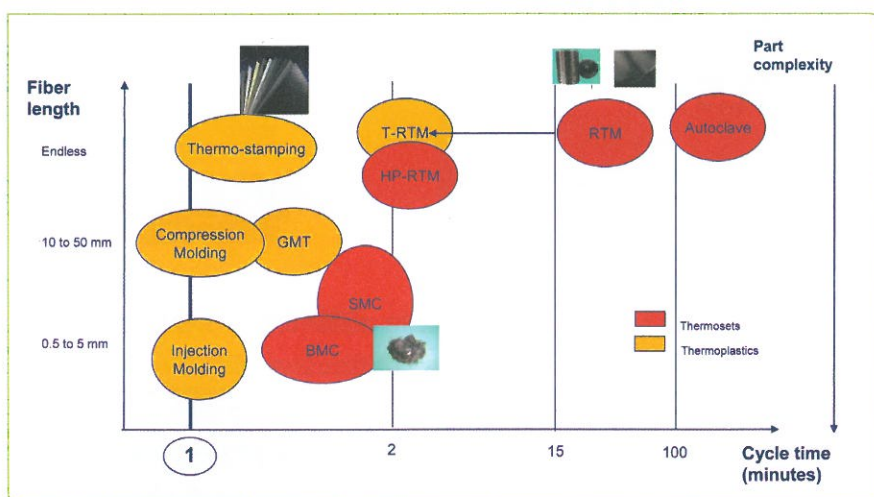 Part
complexity
Fiber
length
Endless
Thermo-stamping
T-RTM
RTM
Autoclave
HP-RTM
10 to 50 mm
Compression
Molding
GMT
SMC
0.5 to 5 mm
Injection
Molding
BMC
Thermosets
Thermoplastics
1
2
15
100
Cycle time
(minutes)